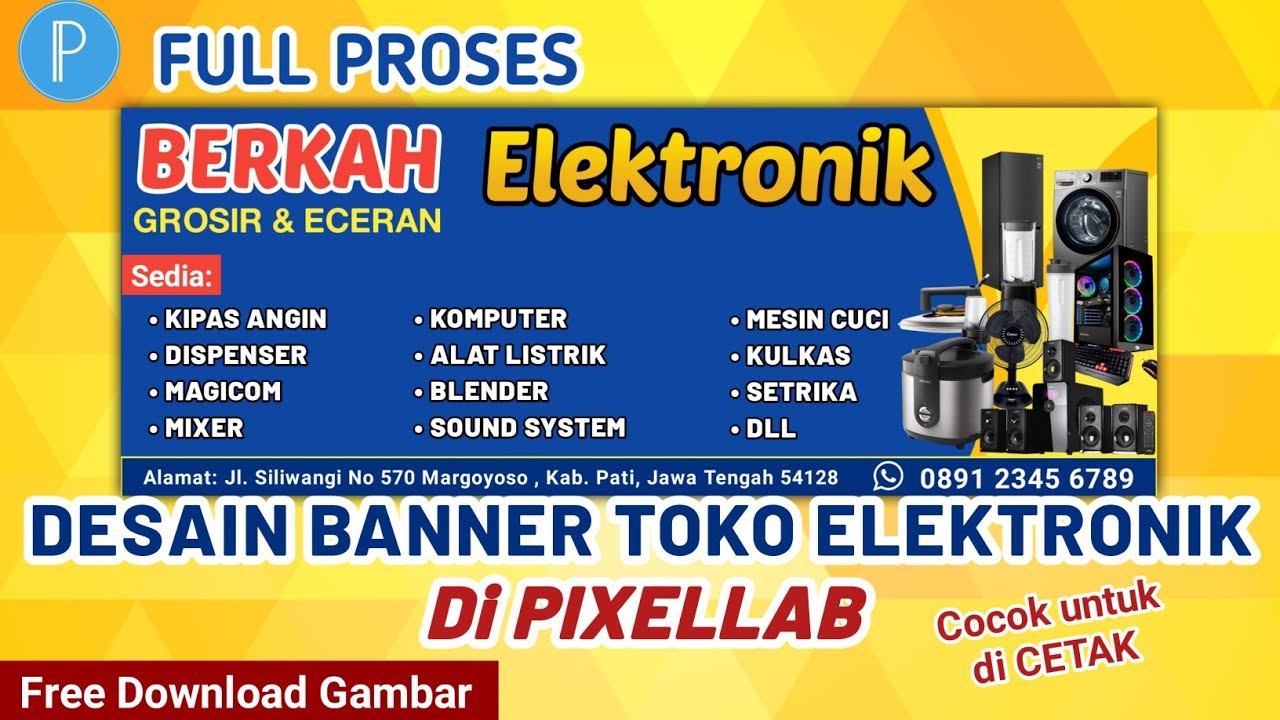 P
FULL PROSES
BERKAH Elektronik
GROSIR & ECERAN
Sedia:
• KIPAS ANGIN
• DISPENSER
• MAGICOM
• MIXER
• KOMPUTER
• ALAT LISTRIK
• BLENDER
• SOUND SYSTEM
• MESIN CUCI
• KULKAS
• SETRIKA
• DLL
Alamat: Jl. Siliwangi No 570 Margoyoso , Kab. Pati, Jawa Tengah 54128
0891 2345 6789
DESAIN BANNER TOKO ELEKTRONIK
Di PIXELLAB
Cocok untuk
di CETAK
Free Download Gambar